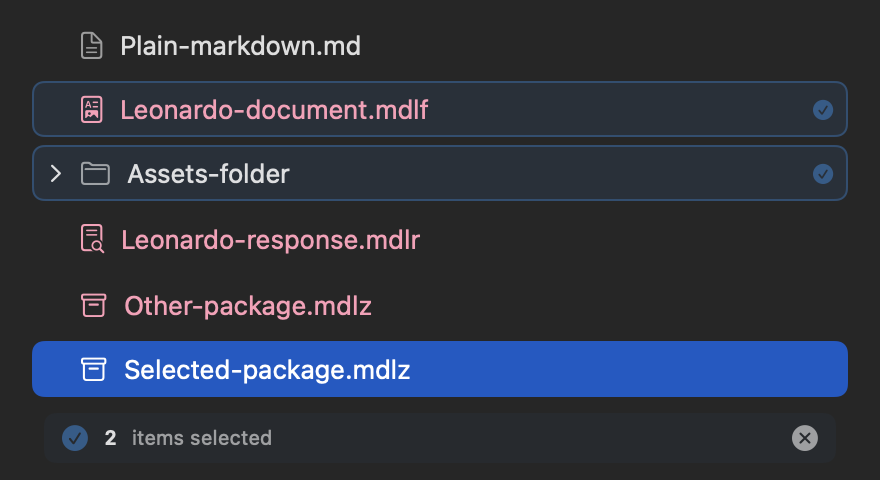 Plain-markdown.md
Leonardo-document.mdlf
Assets-folder
Leonardo-response.mdlr
Other-package.mdlz
Selected-package.mdlz
2 items selected